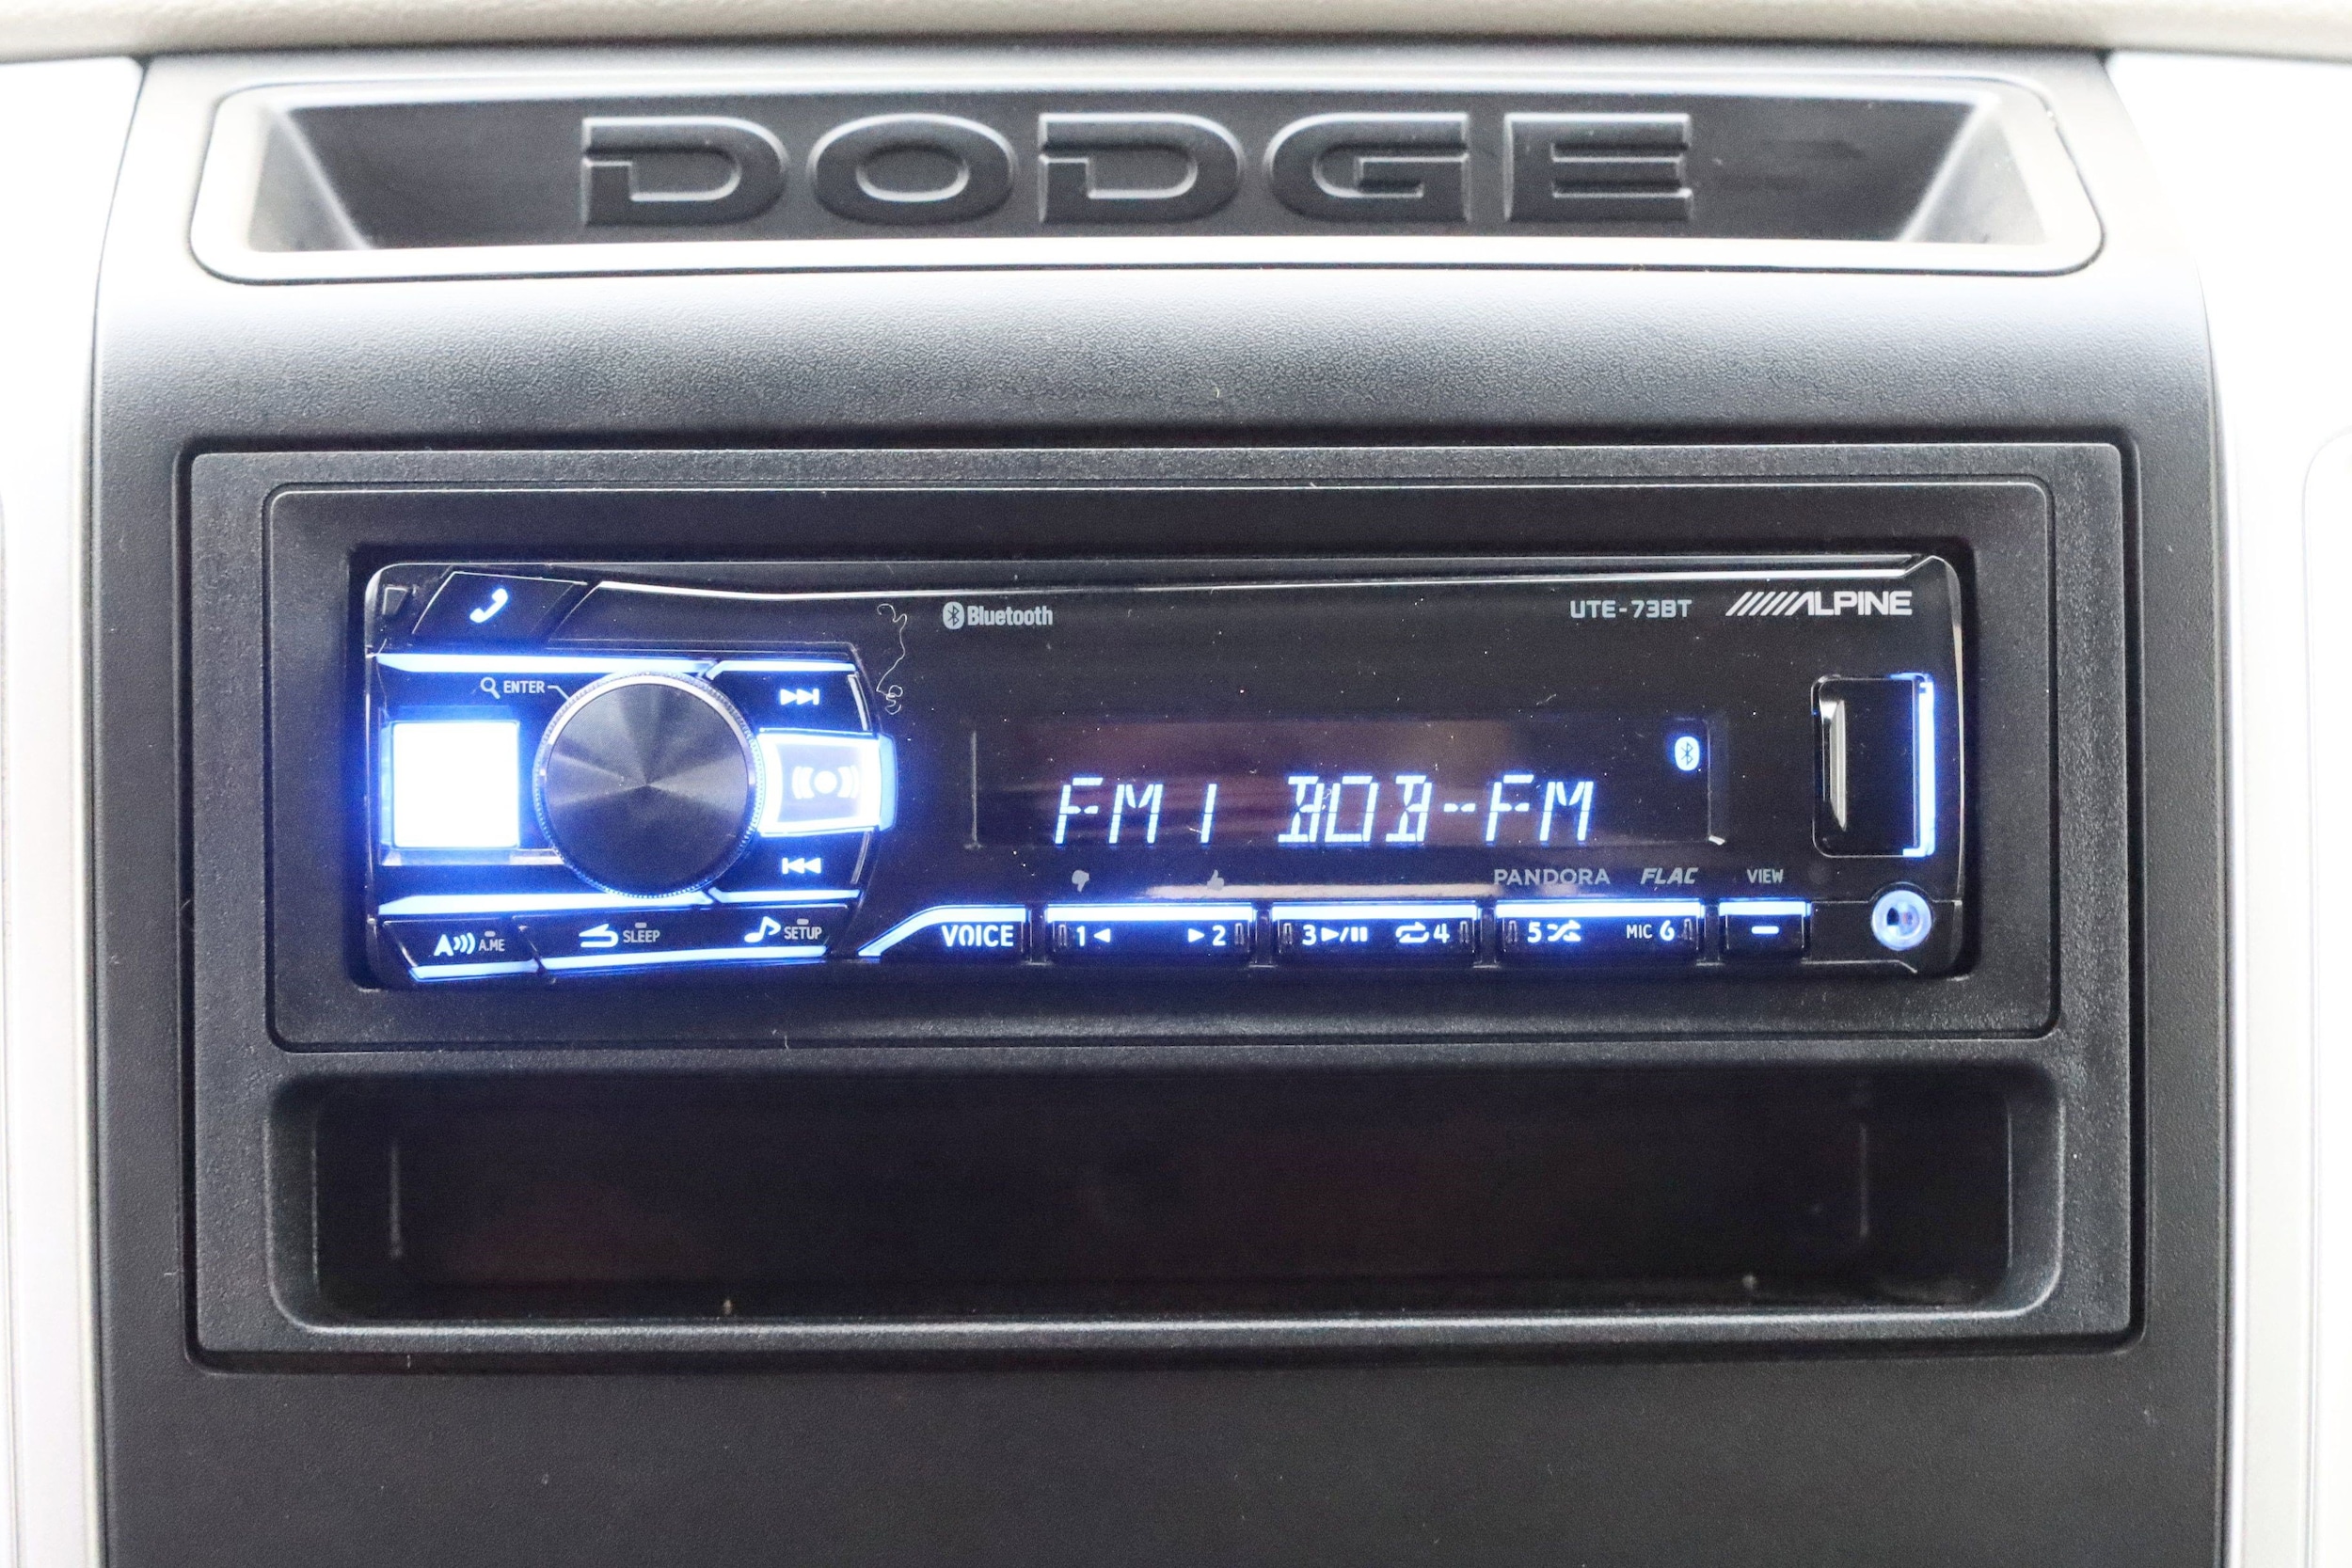 DODGE
Bluetooth
UTE-73BT ALPINE
ENTER
FM1 BOB-FM
PANDORA FLAC VIEW
A.ME SLEEP SETUP VOICE 1 2 3 4 5 MIC 6